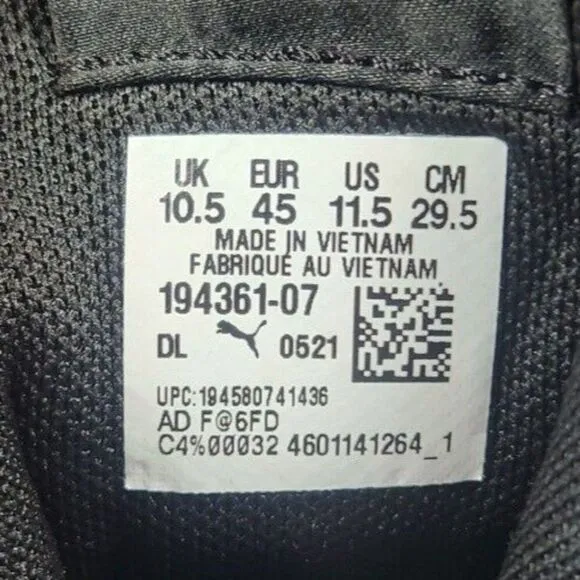 UK EUR US CM
10.5 45 11.5 29.5
MADE IN VIETNAM
FABRIQUÉ AU VIETNAM
194361-07
DL 0521
UPC:194580741436
AD F@6FD
C4%00032 4601141264_1